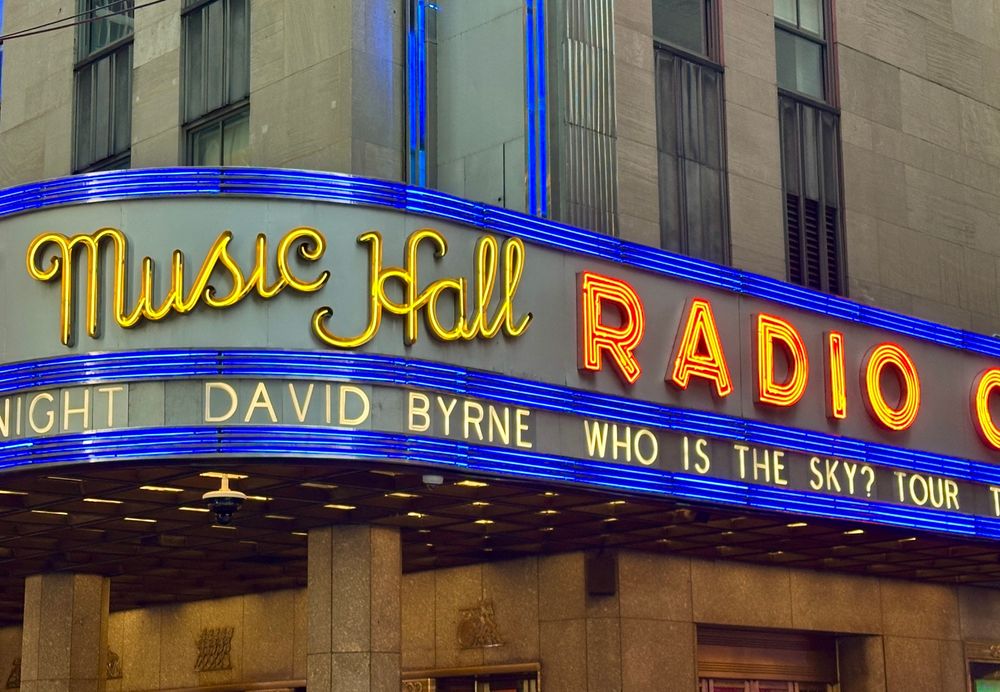 Music Hall RADIO C
NIGHT DAVID BYRNE WHO IS THE SKY? TOUR T